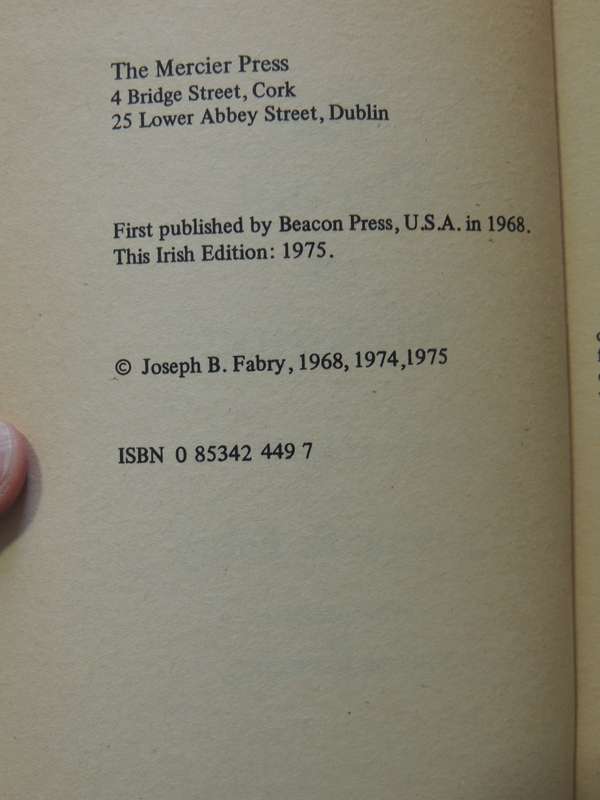 The Mercier Press
4 Bridge Street, Cork
25 Lower Abbey Street, Dublin
First published by Beacon Press, U.S.A. in 1968.
This Irish Edition: 1975.
© Joseph B. Fabry, 1968, 1974,1975
ISBN 0 85342 449 7